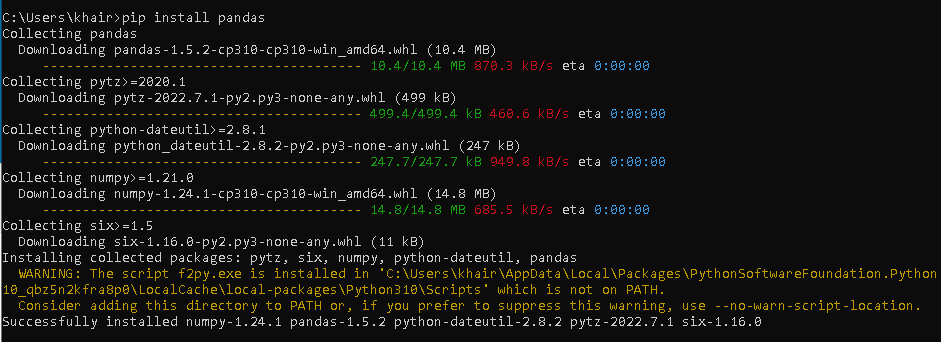 C:\Users\khair>pip install pandas
Collecting pandas
  Downloading pandas-1.5.2-cp310-cp310-win_amd64.whl (10.4 MB)
     ---------------------------------------- 10.4/10.4 MB 870.3 kB/s eta 0:00:00
Collecting pytz>=2020.1
  Downloading pytz-2022.7.1-py2.py3-none-any.whl (499 kB)
     ---------------------------------------- 499.4/499.4 kB 460.6 kB/s eta 0:00:00
Collecting python-dateutil>=2.8.1
  Downloading python_dateutil-2.8.2-py2.py3-none-any.whl (247 kB)
     ---------------------------------------- 247.7/247.7 kB 949.8 kB/s eta 0:00:00
Collecting numpy>=1.21.0
  Downloading numpy-1.24.1-cp310-cp310-win_amd64.whl (14.8 MB)
     ---------------------------------------- 14.8/14.8 MB 685.5 kB/s eta 0:00:00
Collecting six>=1.5
  Downloading six-1.16.0-py2.py3-none-any.whl (11 kB)
Installing collected packages: pytz, six, numpy, python-dateutil, pandas
  WARNING: The script f2py.exe is installed in 'C:\Users\khair\AppData\Local\Packages\PythonSoftwareFoundation.Python
10_qbz5n2kfra8p0\LocalCache\local-packages\Python310\Scripts' which is not on PATH.
  Consider adding this directory to PATH or, if you prefer to suppress this warning, use --no-warn-script-location.
Successfully installed numpy-1.24.1 pandas-1.5.2 python-dateutil-2.8.2 pytz-2022.7.1 six-1.16.0